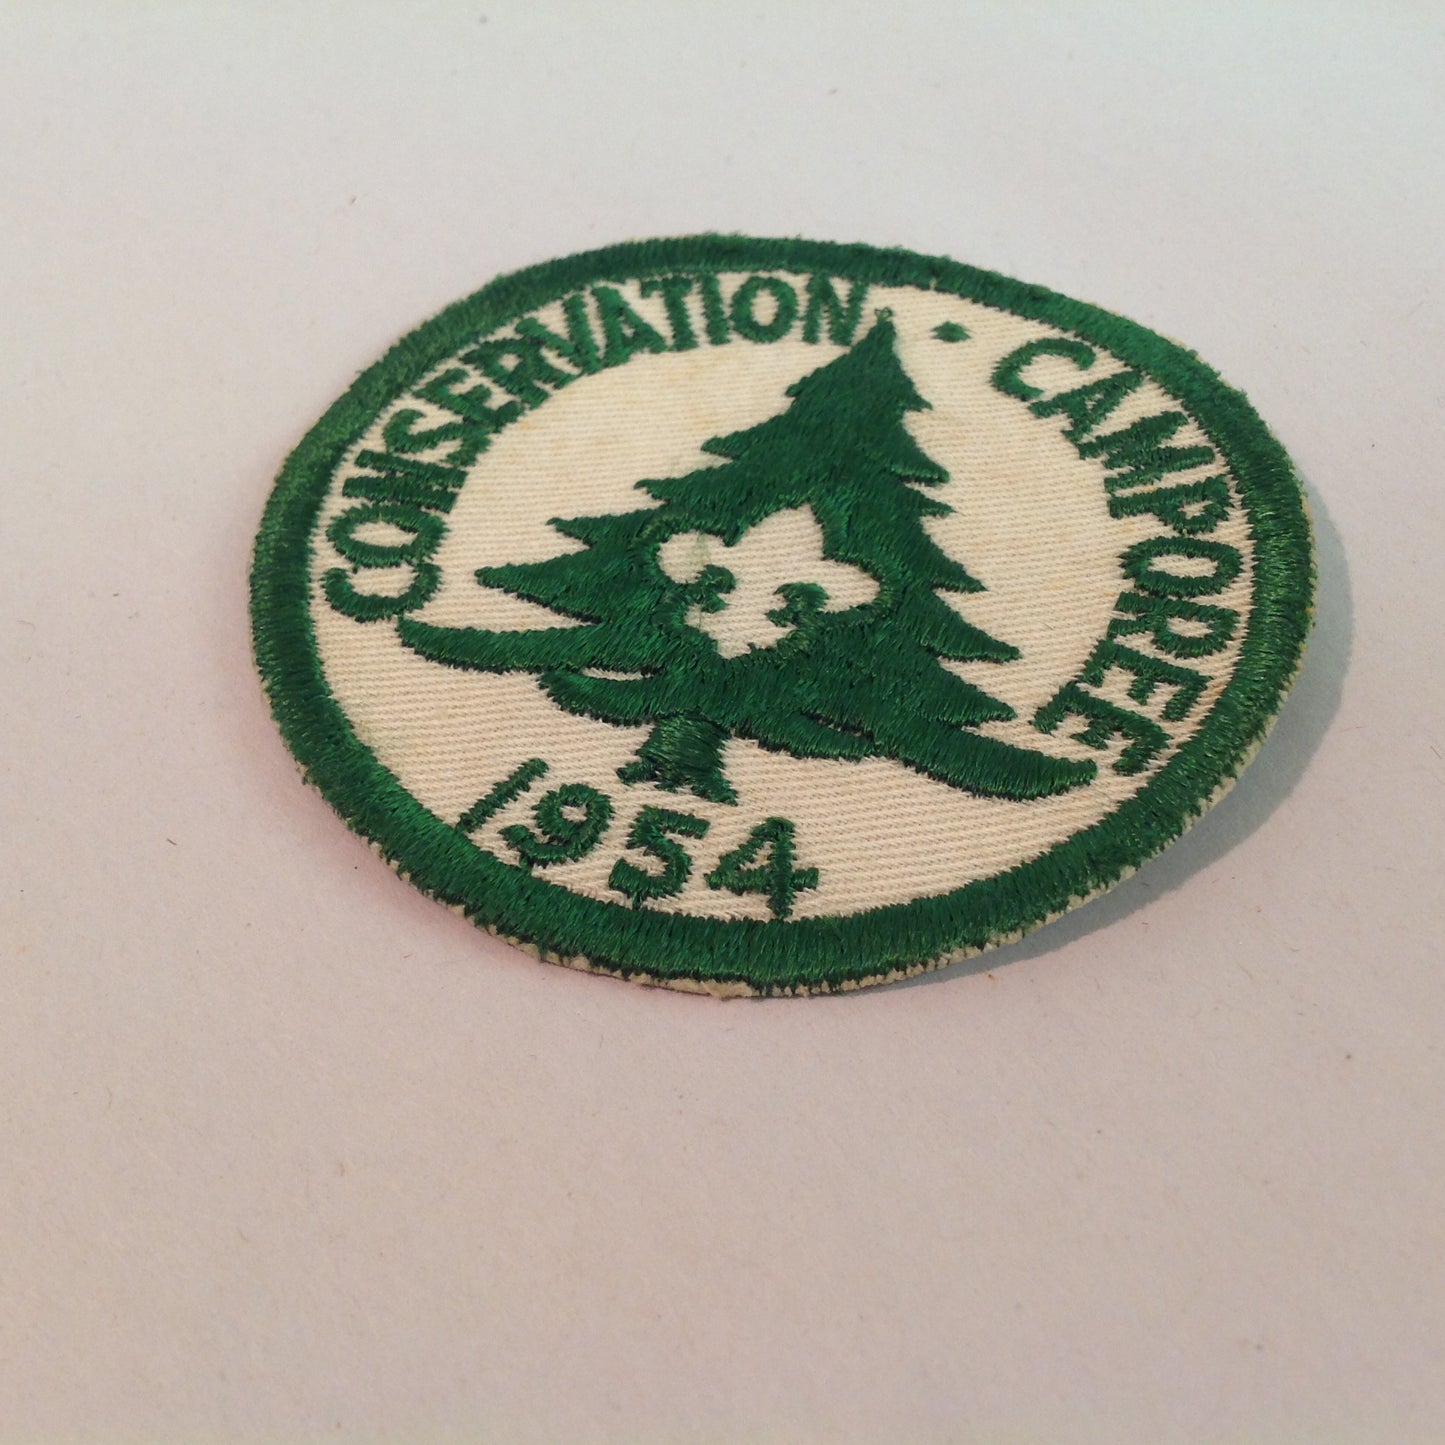 CONSERVATION · CAMPOREE
1954